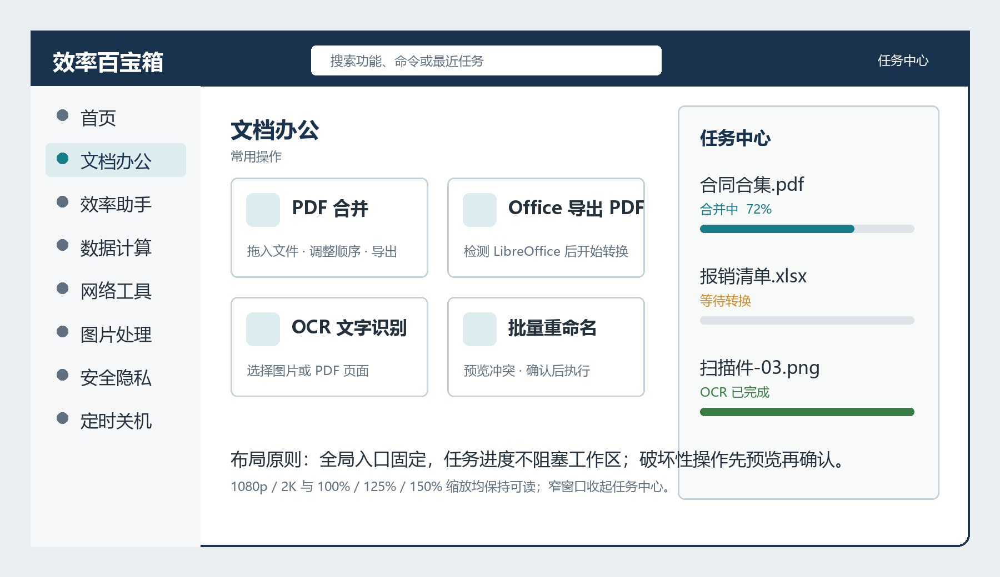 效率百宝箱
搜索功能、命令或最近任务
任务中心
首页
文档办公
效率助手
数据计算
网络工具
图片处理
安全隐私
定时关机
文档办公
常用操作
PDF 合并
拖入文件 · 调整顺序 · 导出
Office 导出 PDF
检测 LibreOffice 后开始转换
OCR 文字识别
选择图片或 PDF 页面
批量重命名
预览冲突 · 确认后执行
任务中心
合同合集.pdf
合并中 72%
报销清单.xlsx
等待转换
扫描件-03.png
OCR 已完成
布局原则：全局入口固定，任务进度不阻塞工作区；破坏性操作先预览再确认。
1080p / 2K 与 100% / 125% / 150% 缩放均保持可读；窄窗口收起任务中心。